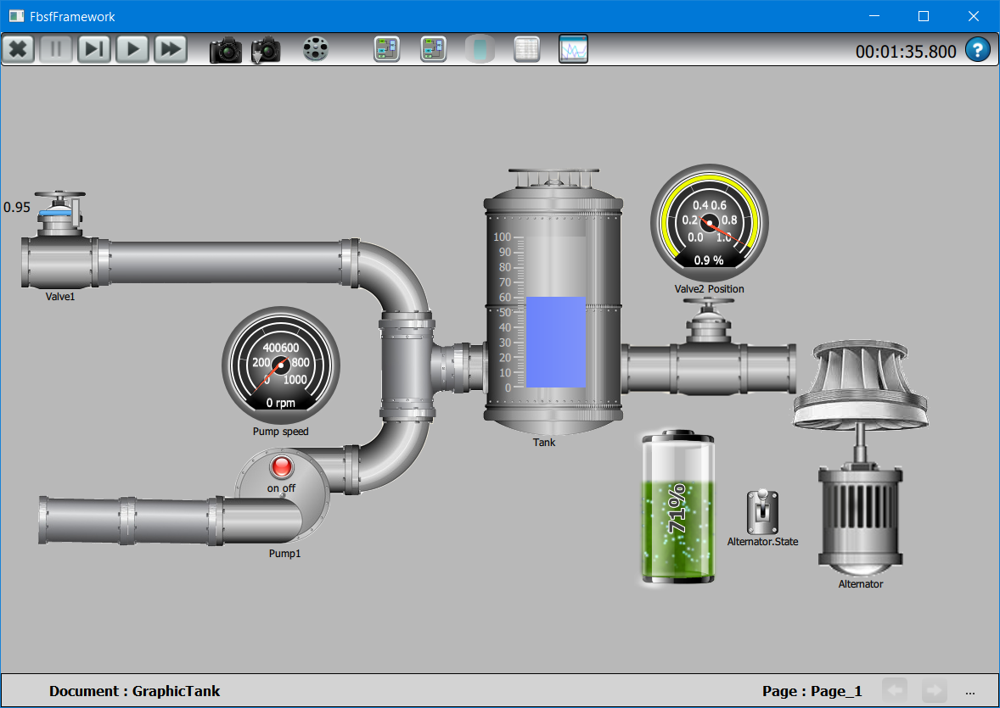 FbsfFramework
00:01:35.800
?
0.95
Valve1
0
200
400
600
800
1000
0 rpm
Pump speed
on off
Pump1
100
90
80
70
60
50
40
30
20
10
0
Tank
0.0
0.2
0.4
0.6
0.8
1.0
0.9 %
Valve2 Position
71%
Alternator.State
Alternator
Document : GraphicTank
Page : Page_1
...